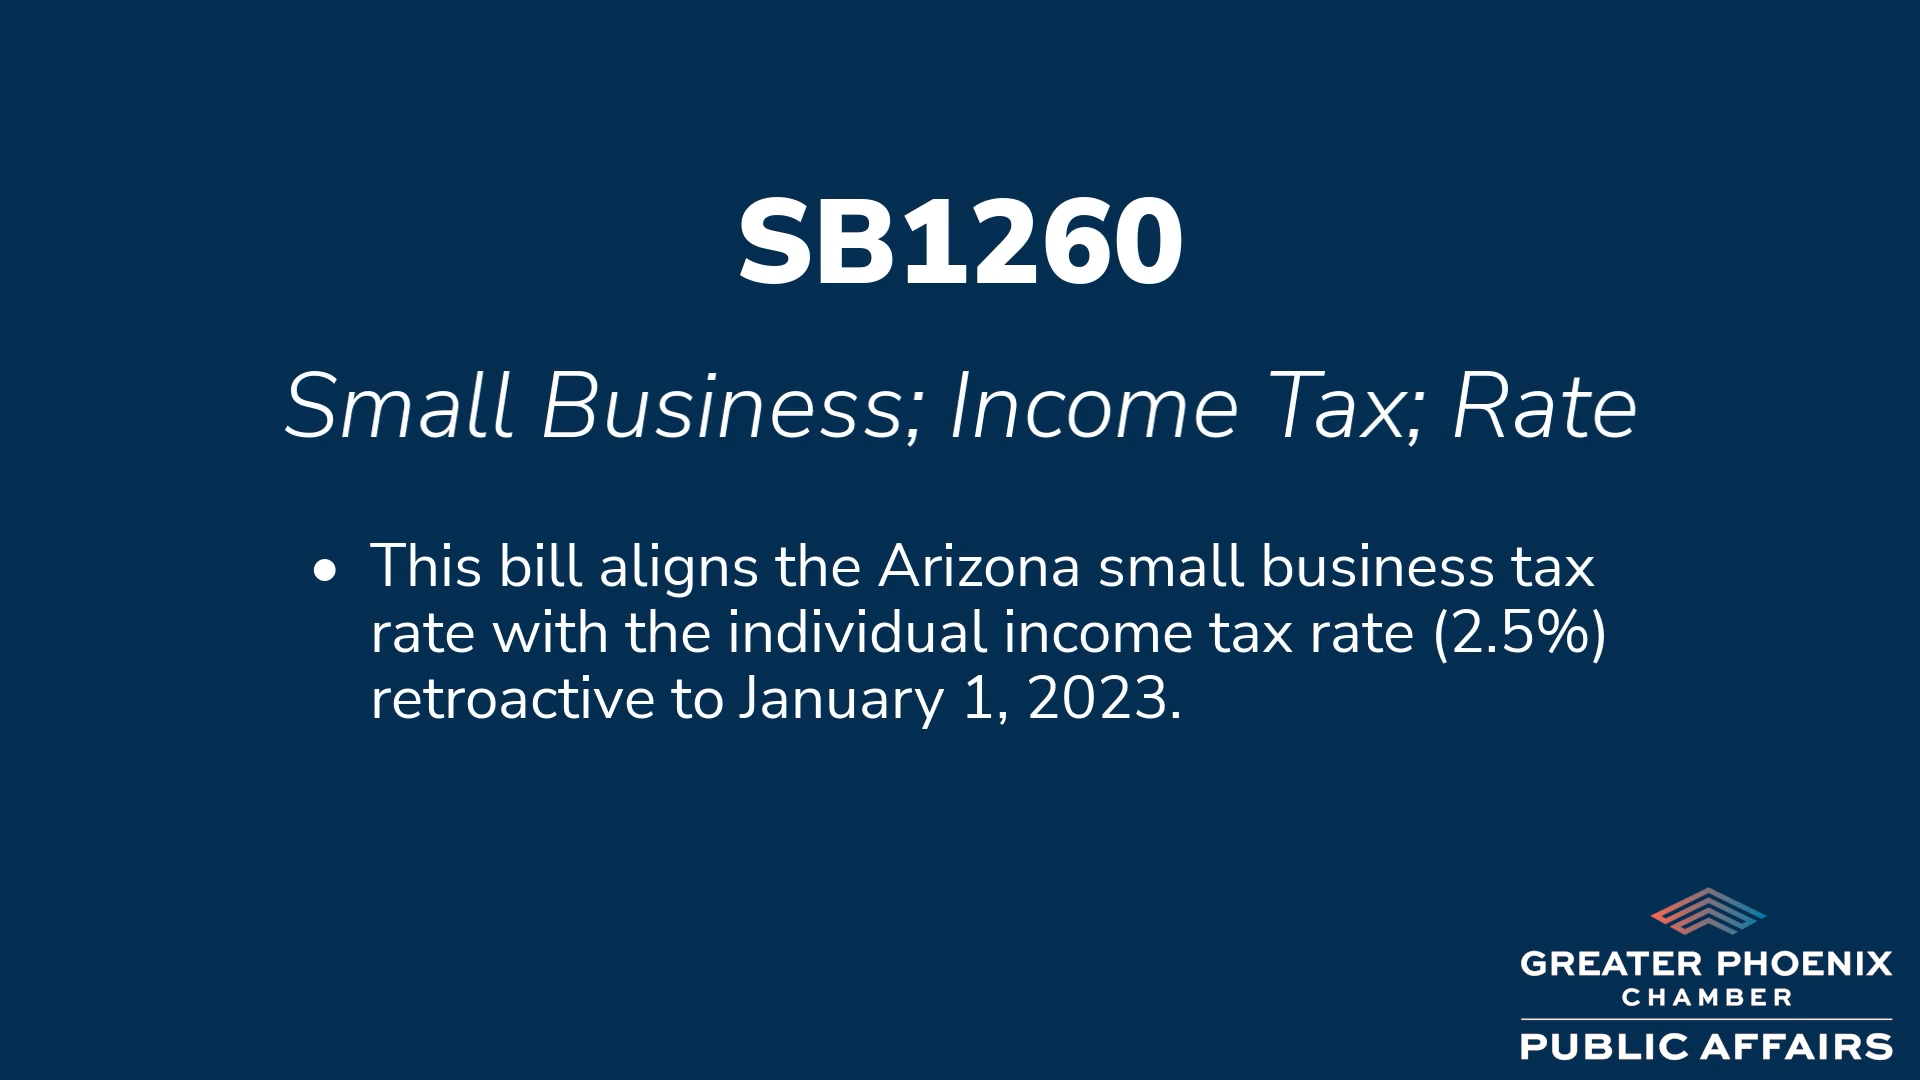 SB1260
Small Business; Income Tax; Rate
• This bill aligns the Arizona small business tax
rate with the individual income tax rate (2.5%)
retroactive to January 1, 2023.
GREATER PHOENIX
CHAMBER
PUBLIC AFFAIRS